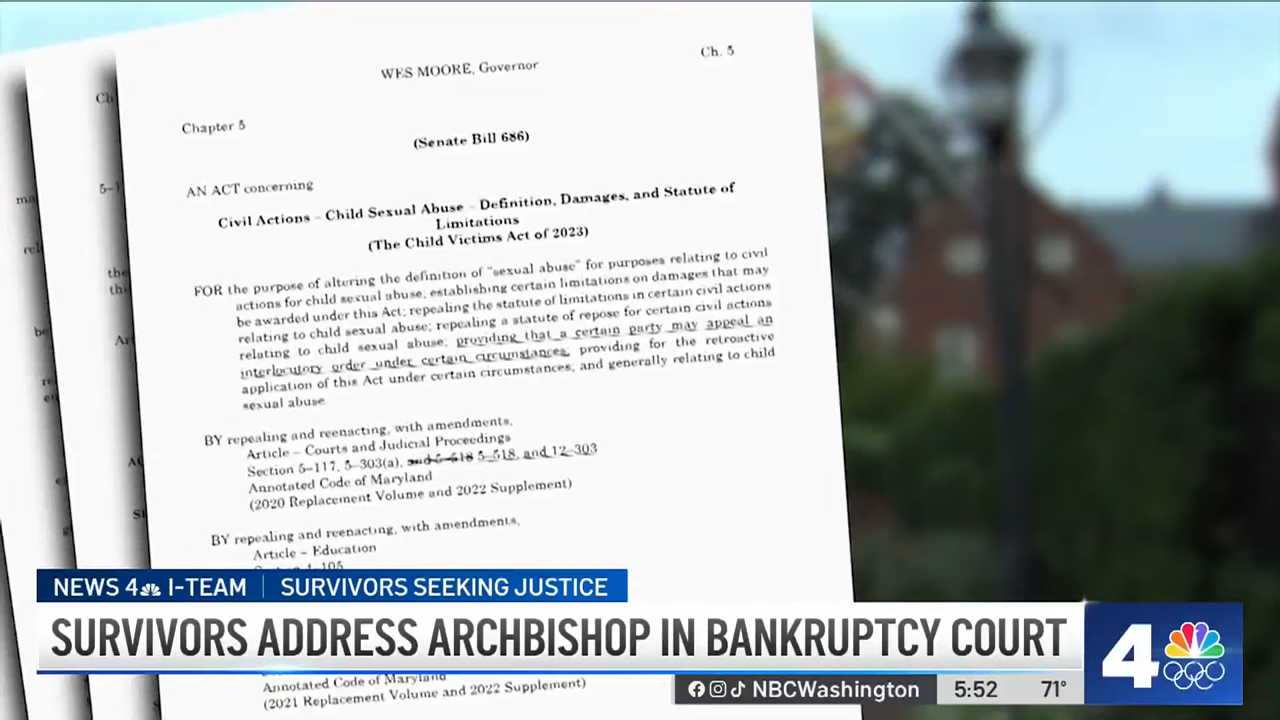 WES MOORE, Governor
Ch. 5
Chapter 5
(Senate Bill 686)
AN ACT concerning
Civil Actions – Child Sexual Abuse – Definition, Damages, and Statute of
Limitations
(The Child Victims Act of 2023)
FOR the purpose of altering the definition of "sexual abuse" for purposes relating to civil
actions for child sexual abuse; establishing certain limitations on damages that may
be awarded under this Act; repealing the statute of limitations in certain civil actions
relating to child sexual abuse; repealing a statute of repose for certain civil actions
relating to child sexual abuse; providing that a certain party may appeal an
interlocutory order under certain circumstances; providing for the retroactive
application of this Act under certain circumstances; and generally relating to child
sexual abuse.
BY repealing and reenacting, with amendments,
Article – Courts and Judicial Proceedings
Section 5–117, 5–303(a), and 5–518 5–518, and 12–303
Annotated Code of Maryland
(2020 Replacement Volume and 2022 Supplement)
BY repealing and reenacting, with amendments,
Article – Education
NEWS 4 I-TEAM | SURVIVORS SEEKING JUSTICE
SURVIVORS ADDRESS ARCHBISHOP IN BANKRUPTCY COURT
4
Annotated Code of Maryland
(2021 Replacement Volume and 2022 Supplement)
NBCWashington
5:52
71°